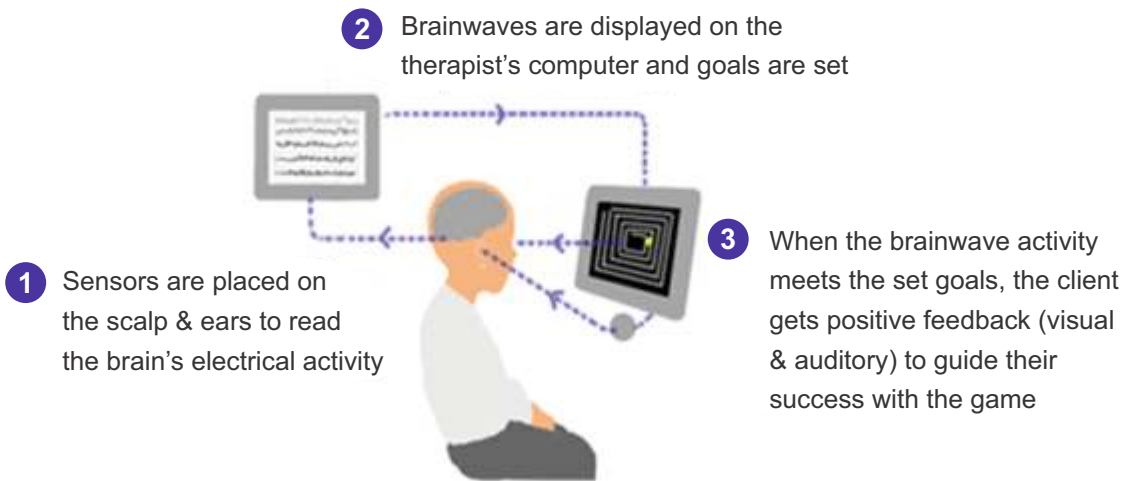 2 Brainwaves are displayed on the
therapist's computer and goals are set
1 Sensors are placed on
the scalp & ears to read
the brain's electrical activity
3 When the brainwave activity
meets the set goals, the client
gets positive feedback (visual
& auditory) to guide their
success with the game